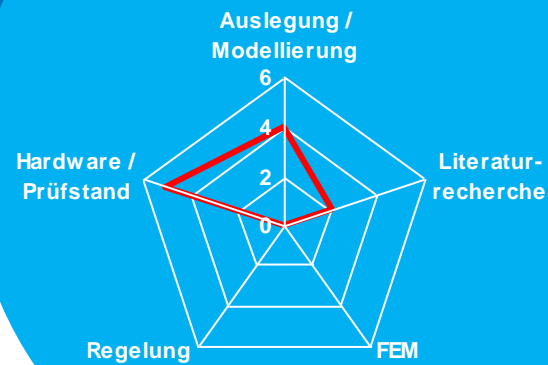 Auslegung /
Modellierung
6
4
2
0
Hardware /
Prüfstand
Literatur-
recherche
Regelung
FEM